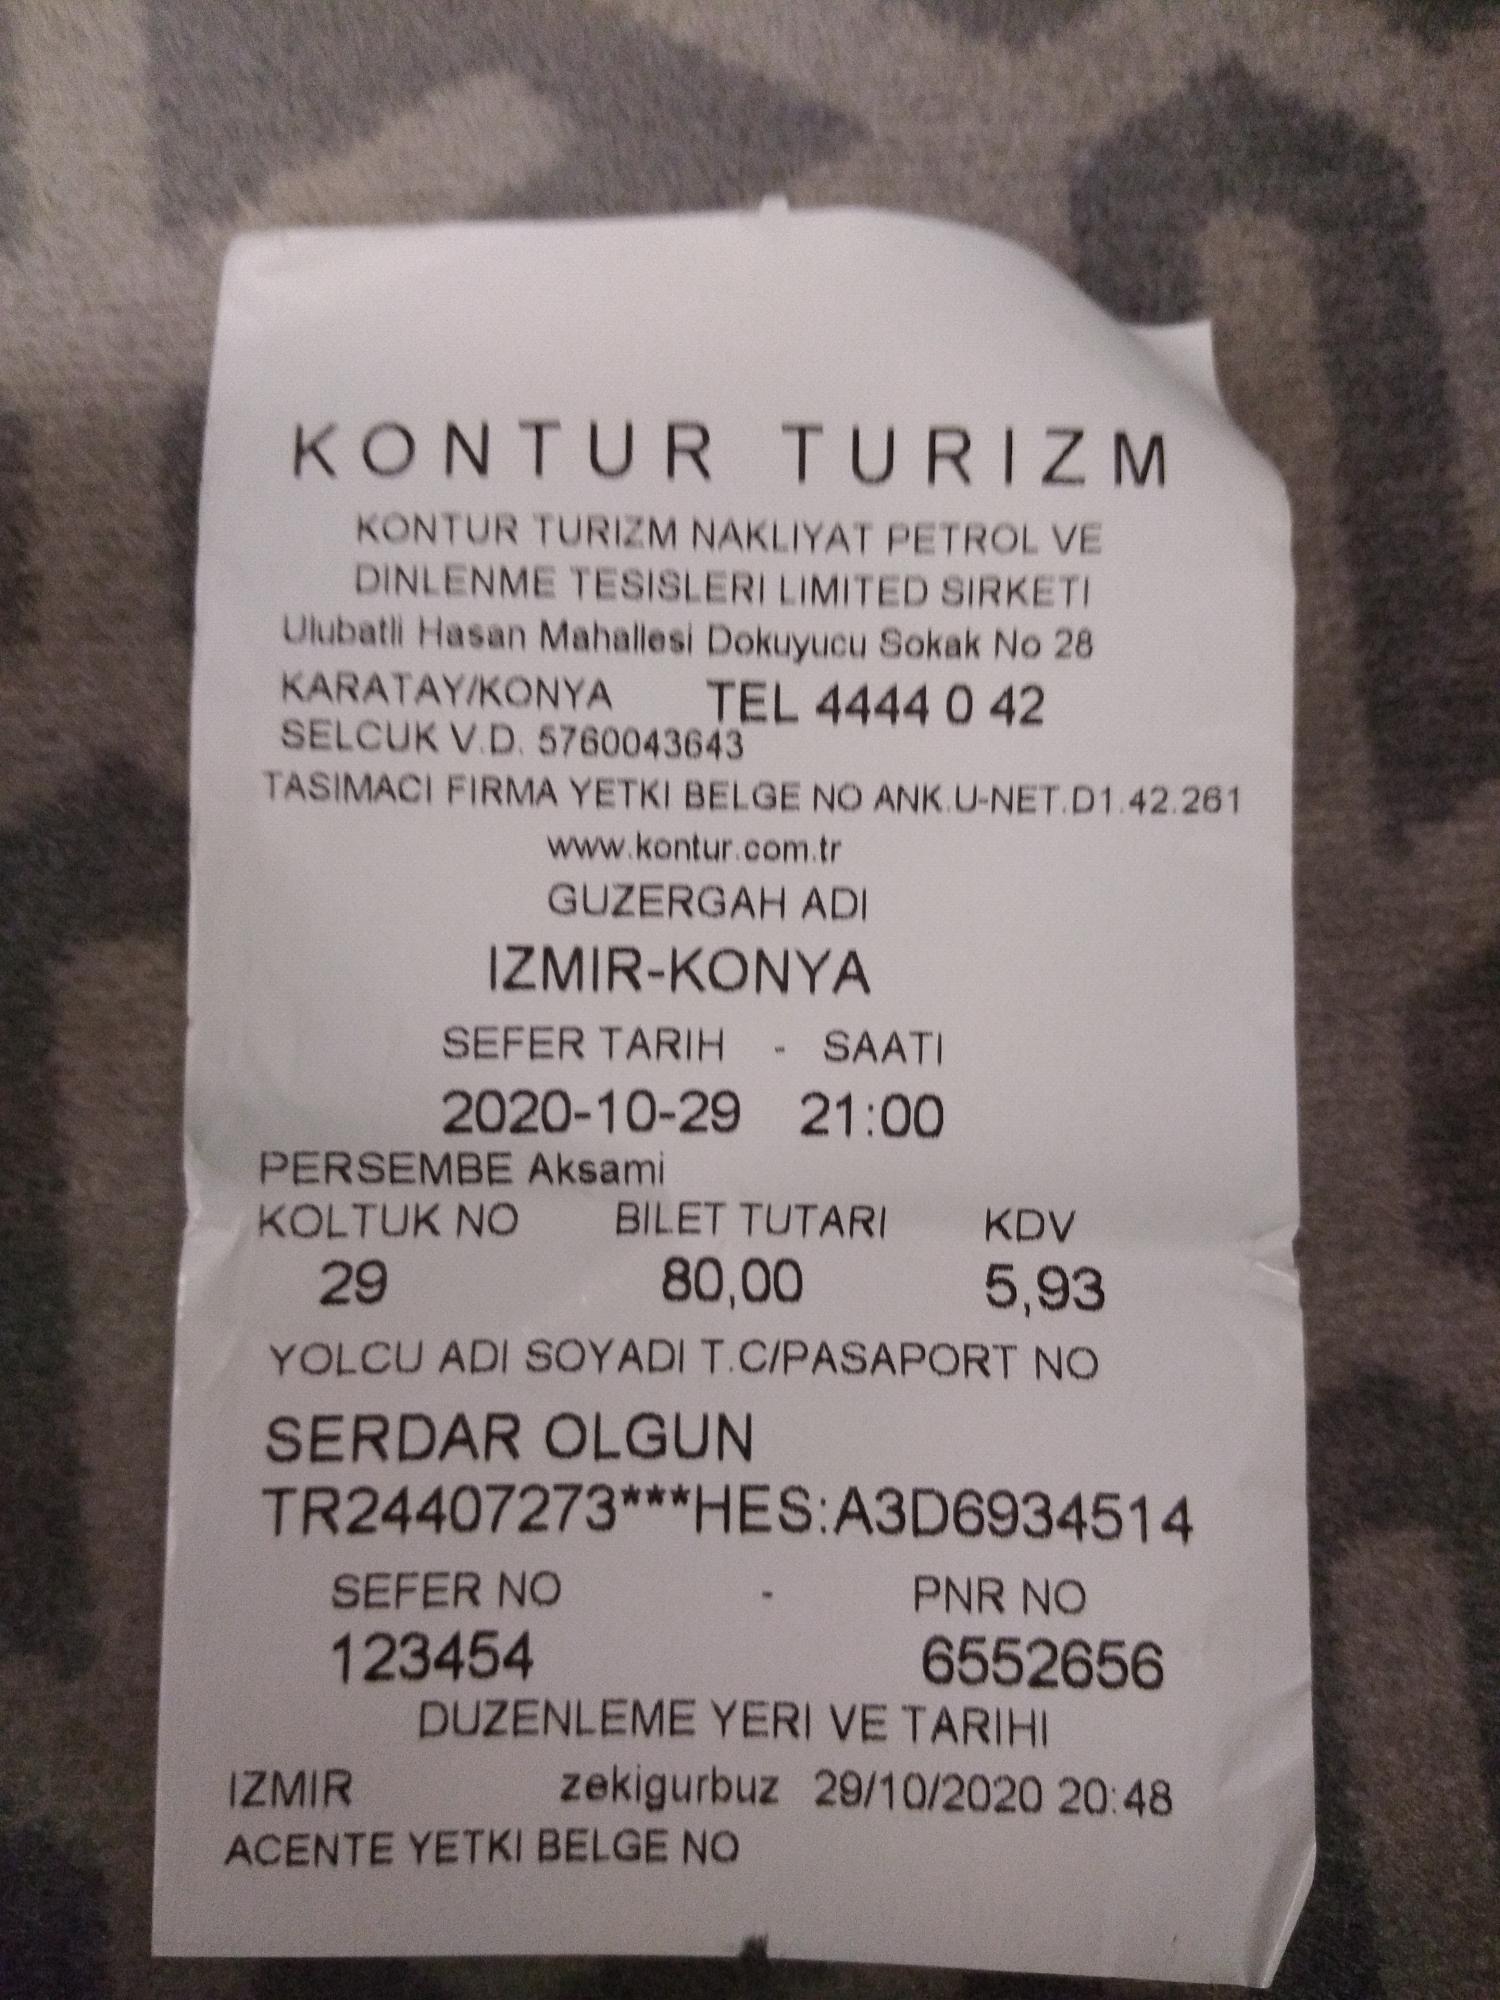 KONTUR TURIZM
KONTUR TURIZM NAKLIYAT PETROL VE
DINLENME TESISLERI LIMITED SIRKETI
Ulubatli Hasan Mahallesi Dokuyucu Sokak No 28
KARATAY/KONYA TEL 4444 0 42
SELCUK V.D. 5760043643
TASIMACI FIRMA YETKI BELGE NO ANK.U-NET.D1.42.261
www.kontur.com.tr
GUZERGAH ADI
IZMIR-KONYA
SEFER TARIH - SAATI
2020-10-29 21:00
PERSEMBE Aksami
KOLTUK NO BILET TUTARI KDV
29 80,00 5,93
YOLCU ADI SOYADI T.C/PASAPORT NO
SERDAR OLGUN
TR24407273***HES:A3D6934514
SEFER NO - PNR NO
123454 6552656
DUZENLEME YERI VE TARIHI
IZMIR zekigurbuz 29/10/2020 20:48
ACENTE YETKI BELGE NO